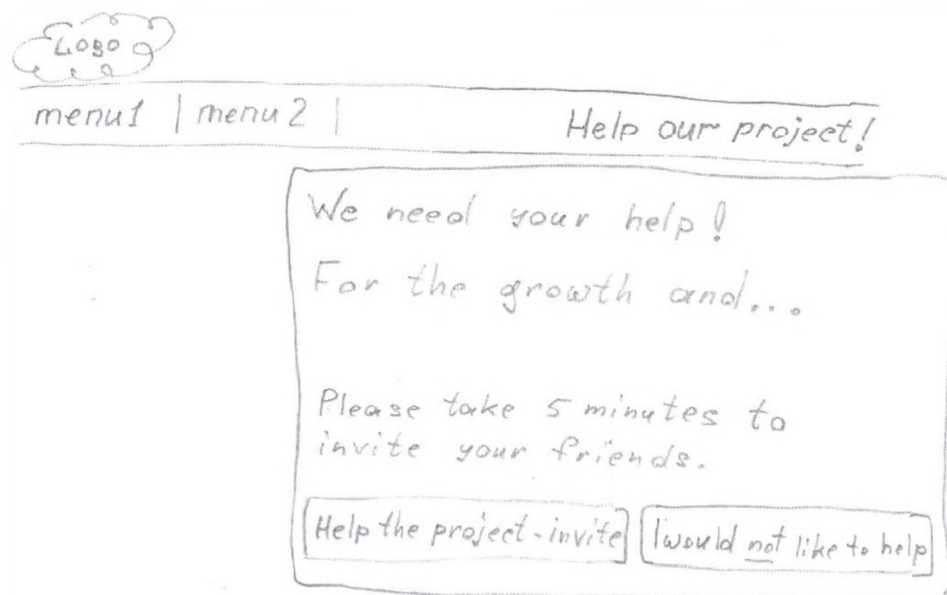 Logo
menu1 | menu2 |
Help our project!
We need your help!
For the growth and...
Please take 5 minutes to
invite your friends.
Help the project-invite
I would not like to help